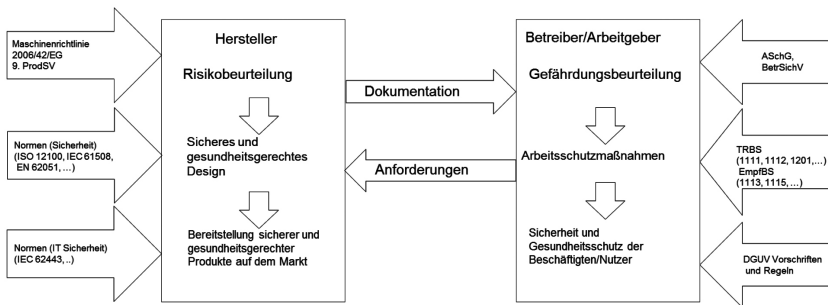 Maschinenrichtlinie
2006/42/EG
9. ProdSV
Normen (Sicherheit)
(ISO 12100, IEC 61508,
EN 62051, ...)
Normen (IT Sicherheit)
(IEC 62443, ..)
Hersteller
Risikobeurteilung
Sicheres und
gesundheitsgerechtes
Design
Bereitstellung sicherer und
gesundheitsgerechter
Produkte auf dem Markt
Dokumentation
Anforderungen
Betreiber/Arbeitgeber
Gefährdungsbeurteilung
Arbeitsschutzmaßnahmen
Sicherheit und
Gesundheitsschutz der
Beschäftigten/Nutzer
ASchG,
BetrSichV
TRBS
(1111, 1112, 1201,...)
EmpfBS
(1113, 1115, ...)
DGUV Vorschriften
und Regeln